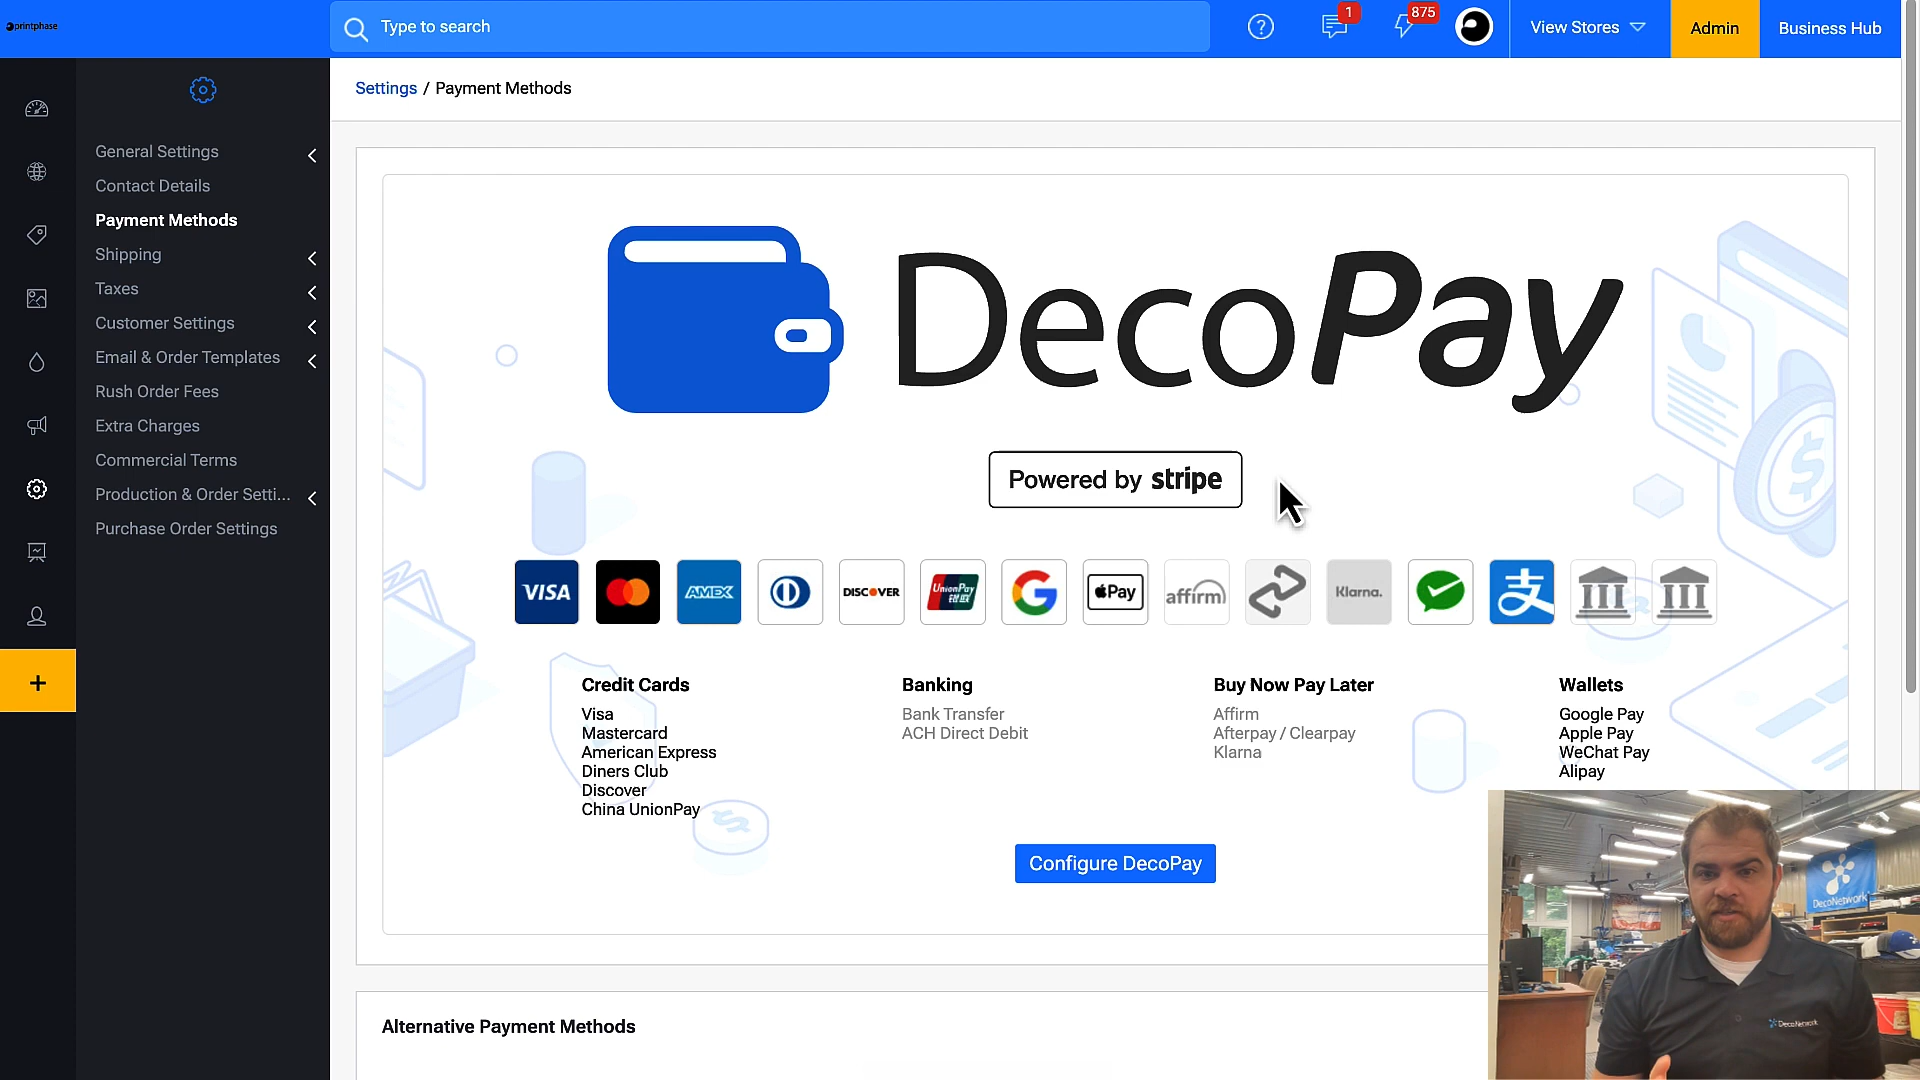 printphase
Type to search
1
875
View Stores
Admin
Business Hub
Settings / Payment Methods
General Settings
Contact Details
Payment Methods
Shipping
Taxes
Customer Settings
Email & Order Templates
Rush Order Fees
Extra Charges
Commercial Terms
Production & Order Setti...
Purchase Order Settings
DecoPay
Powered by stripe
VISA
AMEX
DISCOVER
UnionPay
银联
G
Pay
affirm
Klarna.
支
Credit Cards
Visa
Mastercard
American Express
Diners Club
Discover
China UnionPay
Banking
Bank Transfer
ACH Direct Debit
Buy Now Pay Later
Affirm
Afterpay / Clearpay
Klarna
Wallets
Google Pay
Apple Pay
WeChat Pay
Alipay
Configure DecoPay
Alternative Payment Methods
DecoNetwork
DecoNetwork